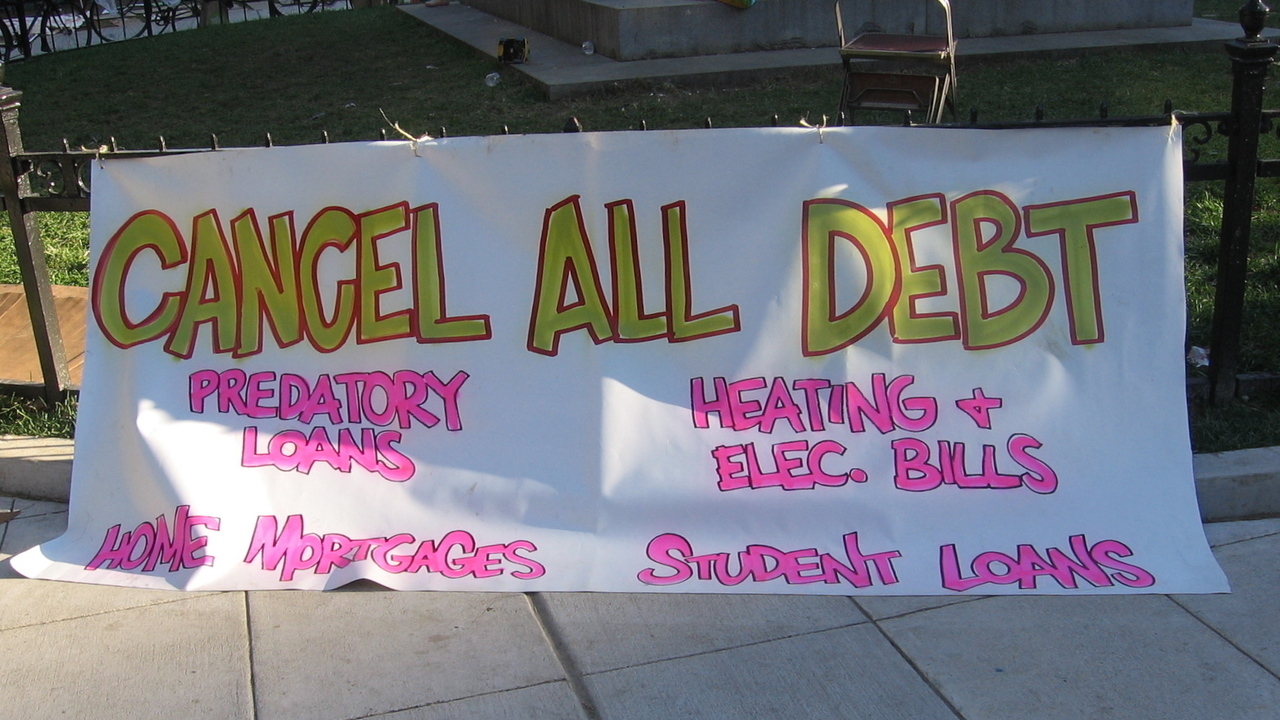 CANCEL ALL DEBT
PREDATORY
LOANS
HEATING &
ELEC. BILLS
HOME MORTGAGES
STUDENT LOANS